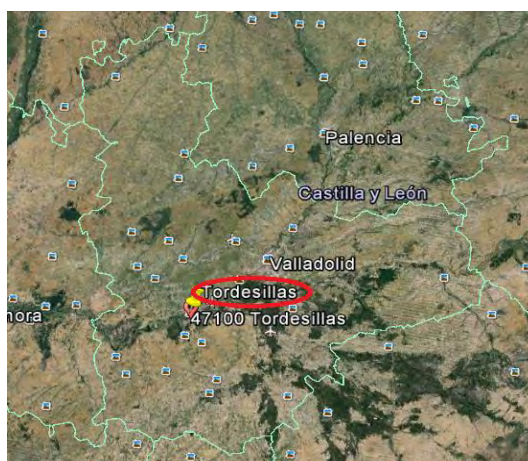 Palencia
Castilla y León
Valladolid
Tordesillas
mora
47100 Tordesillas